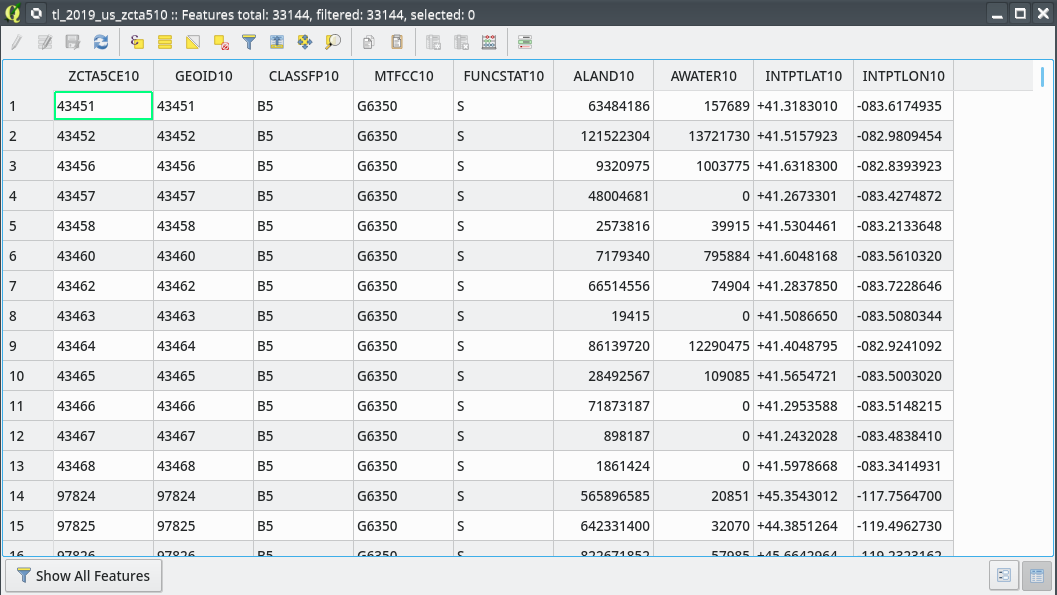 tl_2019_us_zcta510 :: Features total: 33144, filtered: 33144, selected: 0
ZCTA5CE10 GEOID10 CLASSFP10 MTFCC10 FUNCSTAT10 ALAND10 AWATER10 INTPTLAT10 INTPTLON10
1 43451 43451 B5 G6350 S 63484186 157689 +41.3183010 -083.6174935
2 43452 43452 B5 G6350 S 121522304 13721730 +41.5157923 -082.9809454
3 43456 43456 B5 G6350 S 9320975 1003775 +41.6318300 -082.8393923
4 43457 43457 B5 G6350 S 48004681 0 +41.2673301 -083.4274872
5 43458 43458 B5 G6350 S 2573816 39915 +41.5304461 -083.2133648
6 43460 43460 B5 G6350 S 7179340 795884 +41.6048168 -083.5610320
7 43462 43462 B5 G6350 S 66514556 74904 +41.2837850 -083.7228646
8 43463 43463 B5 G6350 S 19415 0 +41.5086650 -083.5080344
9 43464 43464 B5 G6350 S 86139720 12290475 +41.4048795 -082.9241092
10 43465 43465 B5 G6350 S 28492567 109085 +41.5654721 -083.5003020
11 43466 43466 B5 G6350 S 71873187 0 +41.2953588 -083.5148215
12 43467 43467 B5 G6350 S 898187 0 +41.2432028 -083.4838410
13 43468 43468 B5 G6350 S 1861424 0 +41.5978668 -083.3414931
14 97824 97824 B5 G6350 S 565896585 20851 +45.3543012 -117.7564700
15 97825 97825 B5 G6350 S 642331400 32070 +44.3851264 -119.4962730
16 97826 97826 B5 G6350 S 822671852 57985 +45.6642964 -119.2323162
Show All Features